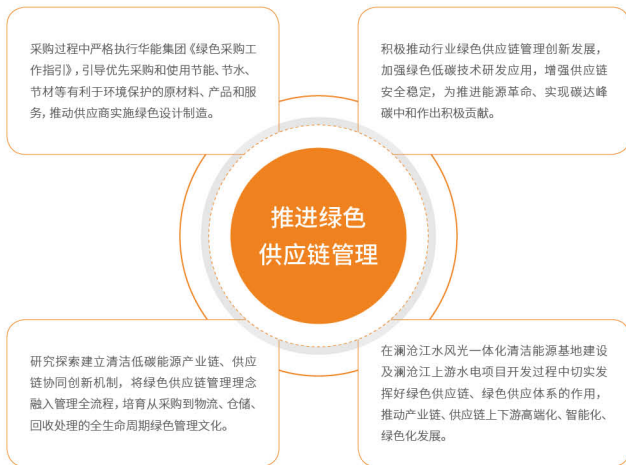 采购过程中严格执行华能集团《绿色采购工
作指引》，引导优先采购和使用节能、节水、
节材等有利于环境保护的原材料、产品和服
务，推动供应商实施绿色设计制造。
积极推动行业绿色供应链管理创新发展，
加强绿色低碳技术研发应用，增强供应链
安全稳定，为推进能源革命、实现碳达峰
碳中和作出积极贡献。
推进绿色
供应链管理
研究探索建立清洁低碳能源产业链、供应
链协同创新机制，将绿色供应链管理理念
融入管理全流程，培育从采购到物流、仓储、
回收处理的全生命周期绿色管理文化。
在澜沧江水风光一体化清洁能源基地建设
及澜沧江上游水电项目开发过程中切实发
挥好绿色供应链、绿色供应体系的作用，
推动产业链、供应链上下游高端化、智能化、
绿色化发展。